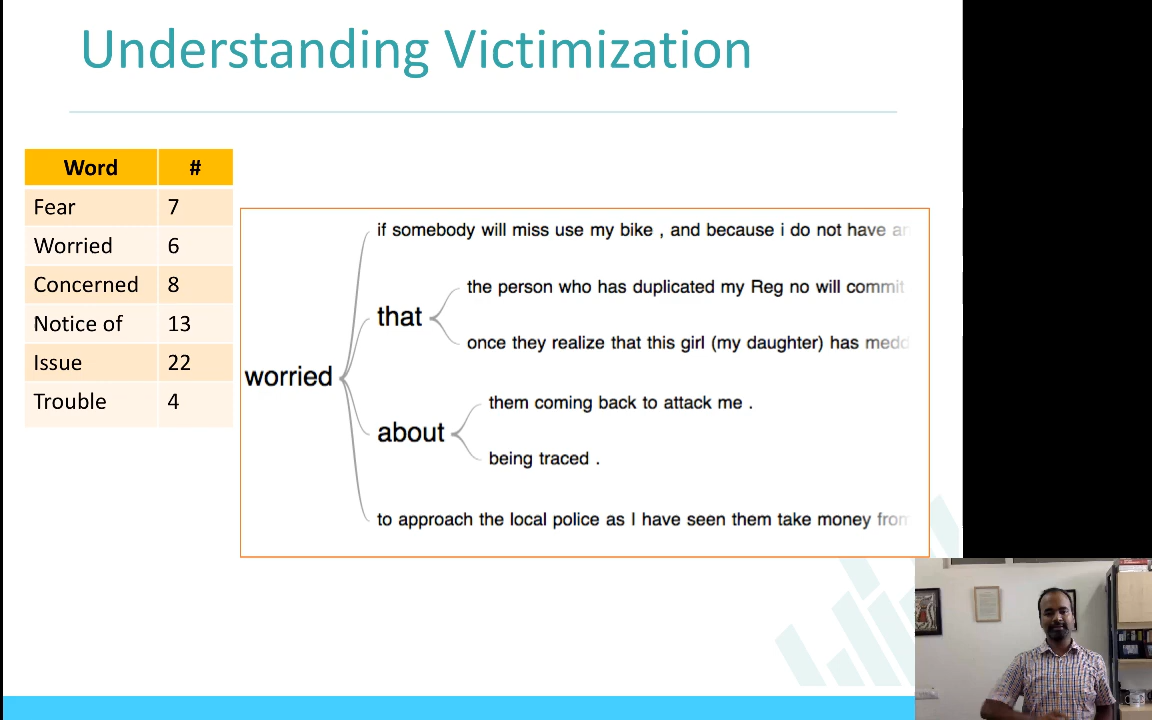 Understanding Victimization
Word #
Fear 7
Worried 6
Concerned 8
Notice of 13
Issue 22
Trouble 4
if somebody will miss use my bike , and because i do not have
the person who has duplicated my Reg no will commit
that
once they realize that this girl (my daughter) has
worried
them coming back to attack me .
about
being traced .
to approach the local police as I have seen them take money from